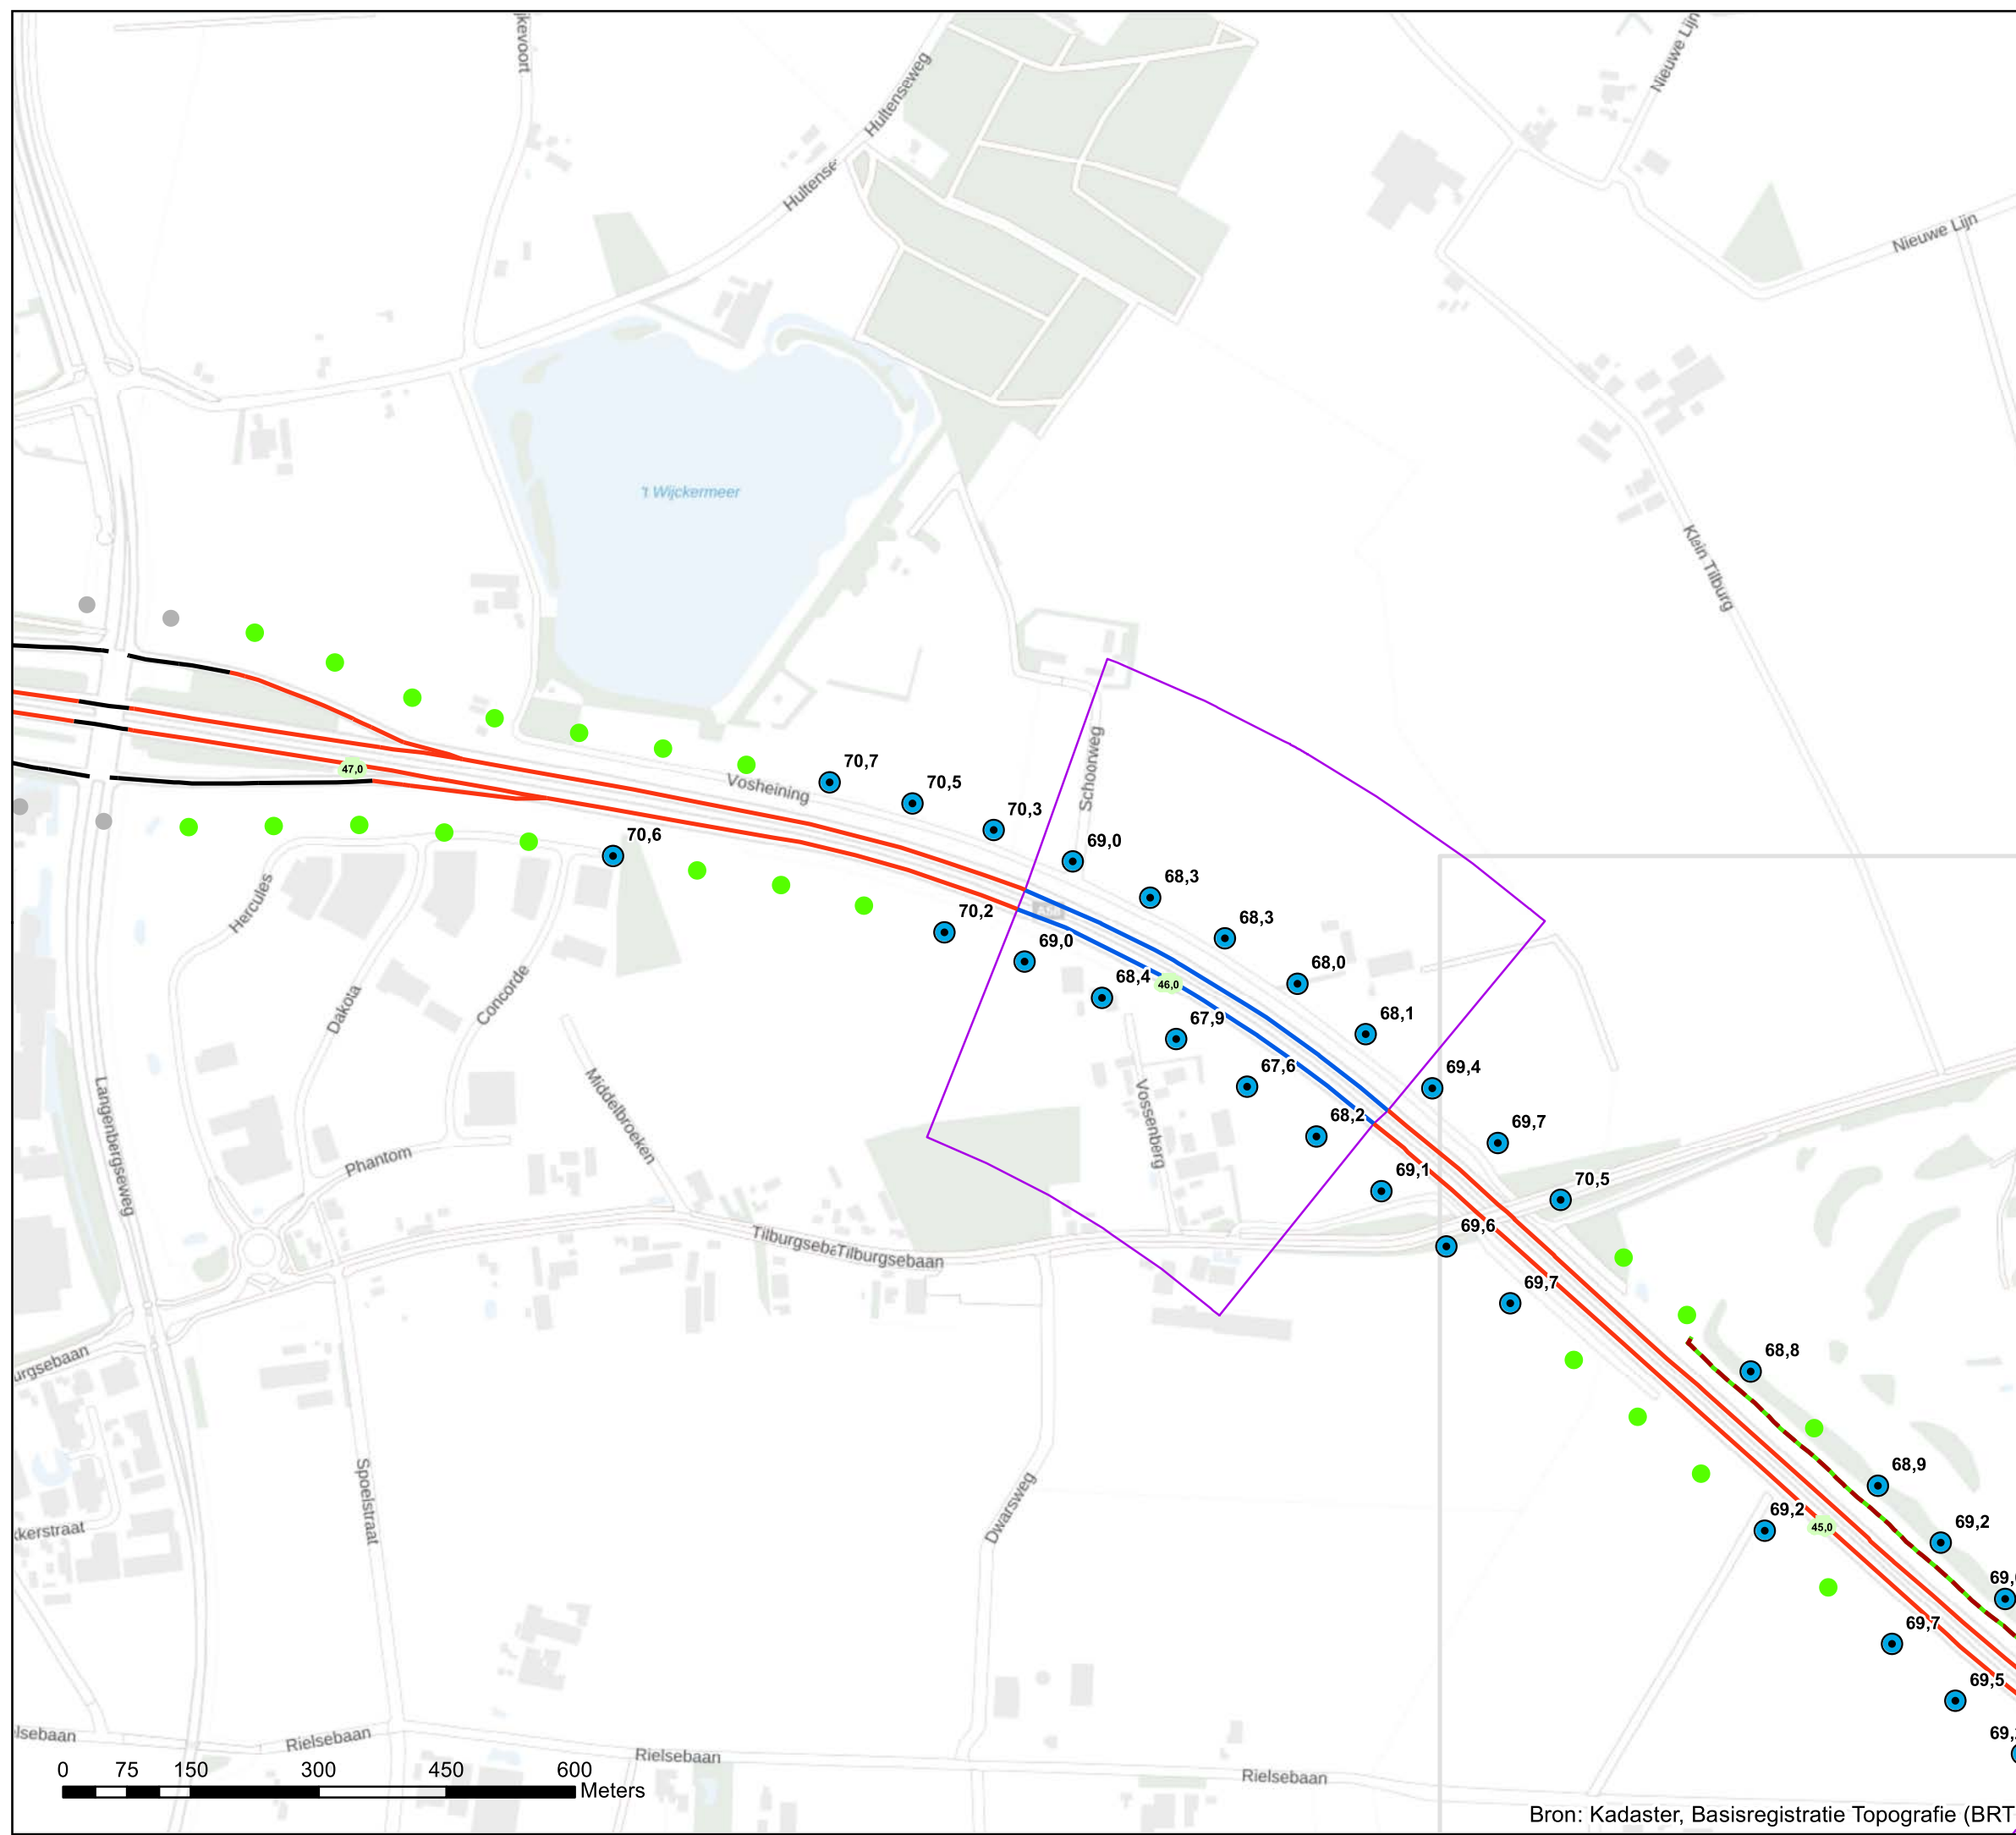 Hultenseweg
Nieuwe Lijn
Nieuwe Lijn
't Wijckermeer
Klein Tilburg
Schoorweg
Vosheining
47,0
70,7
70,5
70,3
70,6
69,0
68,3
68,3
68,0
68,1
69,4
69,7
70,5
70,2
69,0
68,4
46,0
67,9
67,6
68,2
69,1
69,6
69,7
Hercules
Dakota
Concorde
Middelbroeken
Vossenberg
Langenbergseweg
Phantom
Tilburgsebaan
68,8
68,9
69,2
69,2
45,0
69,7
69,5
Spoelstraat
Dwarsweg
Rielsebaan
Rielsebaan
Rielsebaan
0 75 150 300 450 600
Meters
Bron: Kadaster, Basisregistratie Topografie (BRT